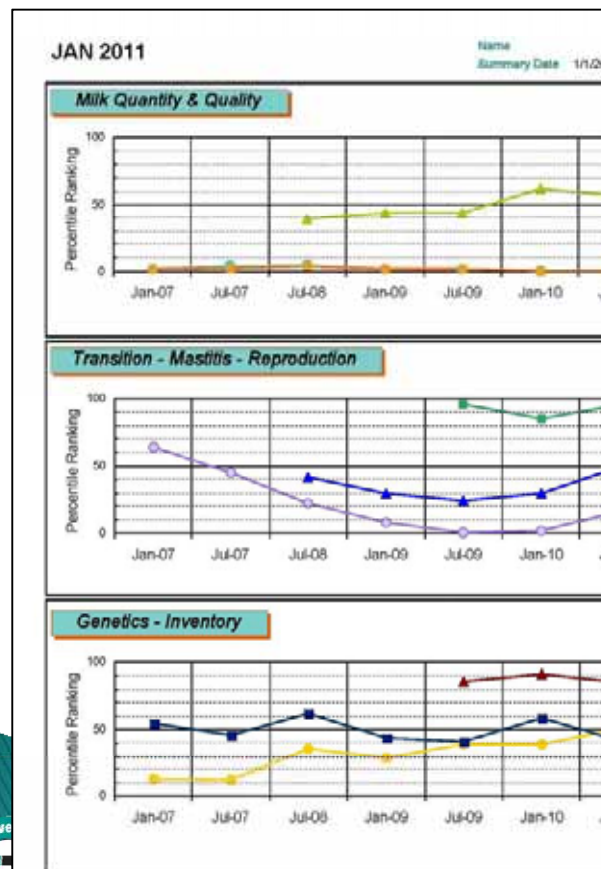 JAN 2011
Name
Summary Date 1/1/20
Milk Quantity & Quality
Percentile Ranking
100
50
0
Jan-07 Jul-07 Jul-08 Jan-09 Jul-09 Jan-10
Transition - Mastitis - Reproduction
Percentile Ranking
100
50
0
Jan-07 Jul-07 Jul-08 Jan-09 Jul-09 Jan-10
Genetics - Inventory
Percentile Ranking
100
50
0
Jan-07 Jul-07 Jul-08 Jan-09 Jul-09 Jan-10